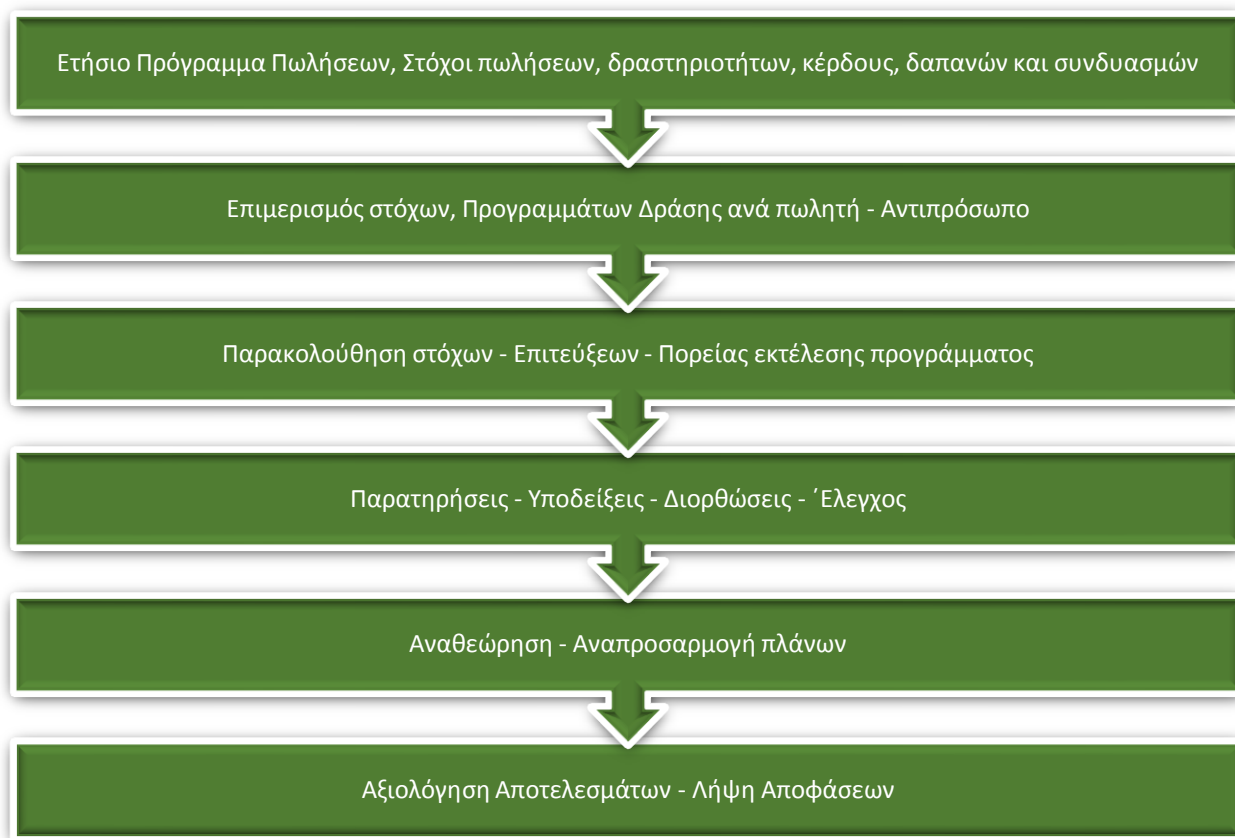 Ετήσιο Πρόγραμμα Πωλήσεων, Στόχοι πωλήσεων, δραστηριοτήτων, κέρδους, δαπανών και συνδυασμών
Επιμερισμός στόχων, Προγραμμάτων Δράσης ανά πωλητή - Αντιπρόσωπο
Παρακολούθηση στόχων - Επιτεύξεων - Πορείας εκτέλεσης προγράμματος
Παρατηρήσεις - Υποδείξεις - Διορθώσεις - ΄Ελεγχος
Αναθεώρηση - Αναπροσαρμογή πλάνων
Αξιολόγηση Αποτελεσμάτων - Λήψη Αποφάσεων